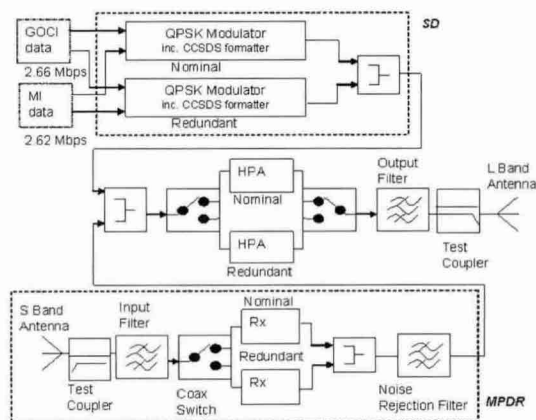 SD
GOCI
data
2.66 Mbps
MI
data
2.62 Mbps
QPSK Modulator
inc. CCSDS formatter
Nominal
QPSK Modulator
inc. CCSDS formatter
Redundant
HPA
Nominal
HPA
Redundant
Output
Filter
L Band
Antenna
Test
Coupler
S Band
Antenna
Input
Filter
Nominal
Rx
Redundant
Rx
Test
Coupler
Coax
Switch
Noise
Rejection Filter
MPDR